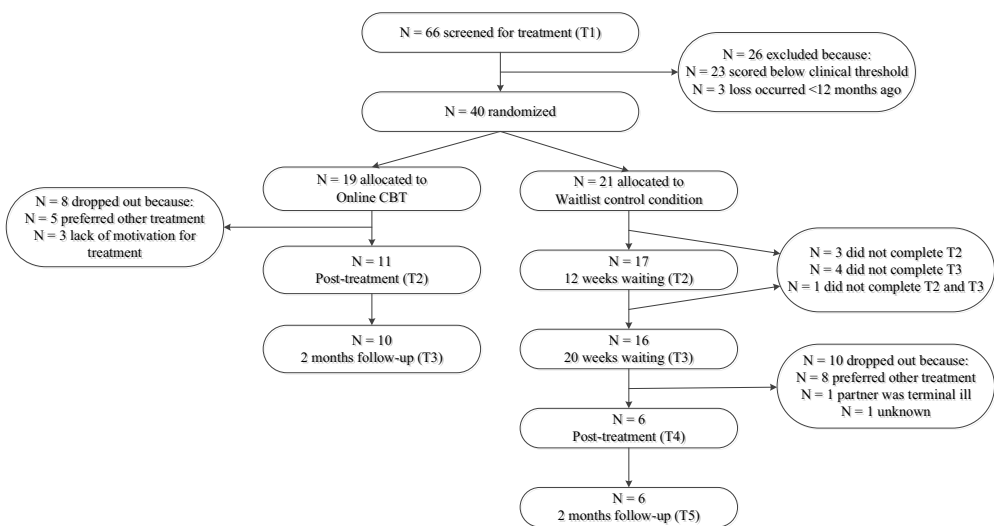 N = 66 screened for treatment (T1)
N = 26 excluded because:
N = 23 scored below clinical threshold
N = 3 loss occurred <12 months ago
N = 40 randomized
N = 19 allocated to
Online CBT
N = 21 allocated to
Waitlist control condition
N = 8 dropped out because:
N = 5 preferred other treatment
N = 3 lack of motivation for
treatment
N = 11
Post-treatment (T2)
N = 17
12 weeks waiting (T2)
N = 3 did not complete T2
N = 4 did not complete T3
N = 1 did not complete T2 and T3
N = 10
2 months follow-up (T3)
N = 16
20 weeks waiting (T3)
N = 10 dropped out because:
N = 8 preferred other treatment
N = 1 partner was terminal ill
N = 1 unknown
N = 6
Post-treatment (T4)
N = 6
2 months follow-up (T5)